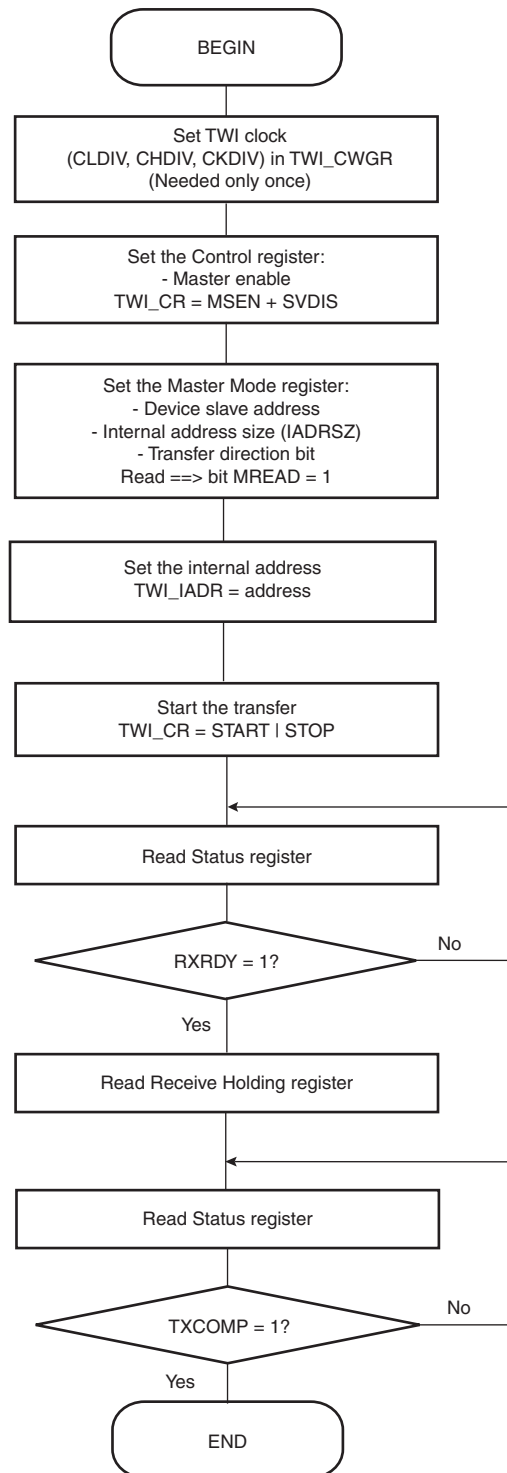 BEGIN
Set TWI clock
(CLDIV, CHDIV, CKDIV) in TWI_CWGR
(Needed only once)
Set the Control register:
- Master enable
TWI_CR = MSEN + SVDIS
Set the Master Mode register:
- Device slave address
- Internal address size (IADRSZ)
- Transfer direction bit
Read ==> bit MREAD = 1
Set the internal address
TWI_IADR = address
Start the transfer
TWI_CR = START | STOP
Read Status register
RXRDY = 1?
No
Yes
Read Receive Holding register
Read Status register
TXCOMP = 1?
No
Yes
END